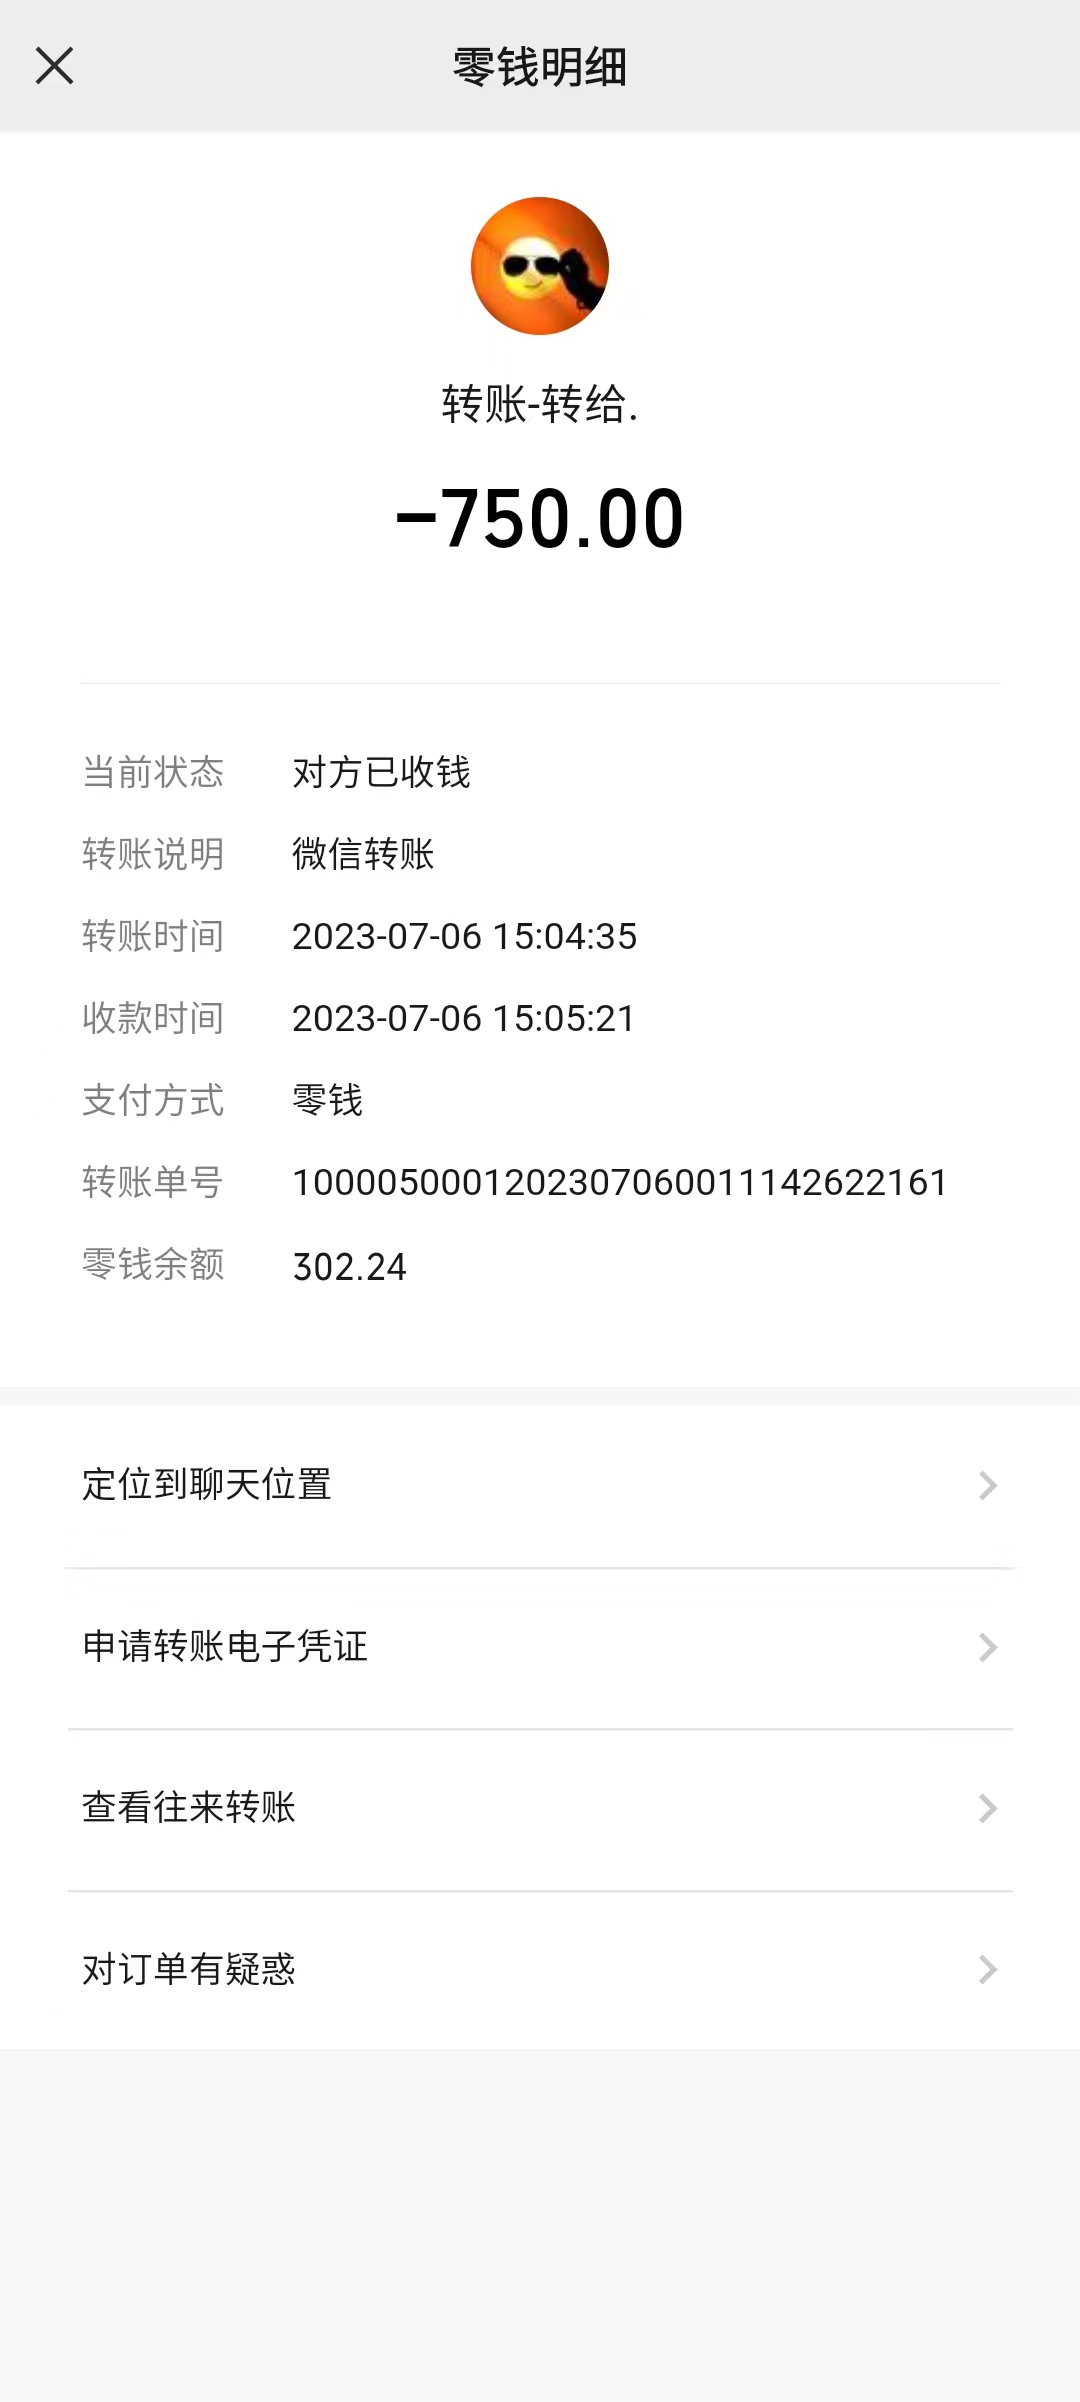 零钱明细
转账-转给.
-750.00
当前状态 对方已收钱
转账说明 微信转账
转账时间 2023-07-06 15:04:35
收款时间 2023-07-06 15:05:21
支付方式 零钱
转账单号 1000050001202307060011142622161
零钱余额 302.24
定位到聊天位置
申请转账电子凭证
查看往来转账
对订单有疑惑